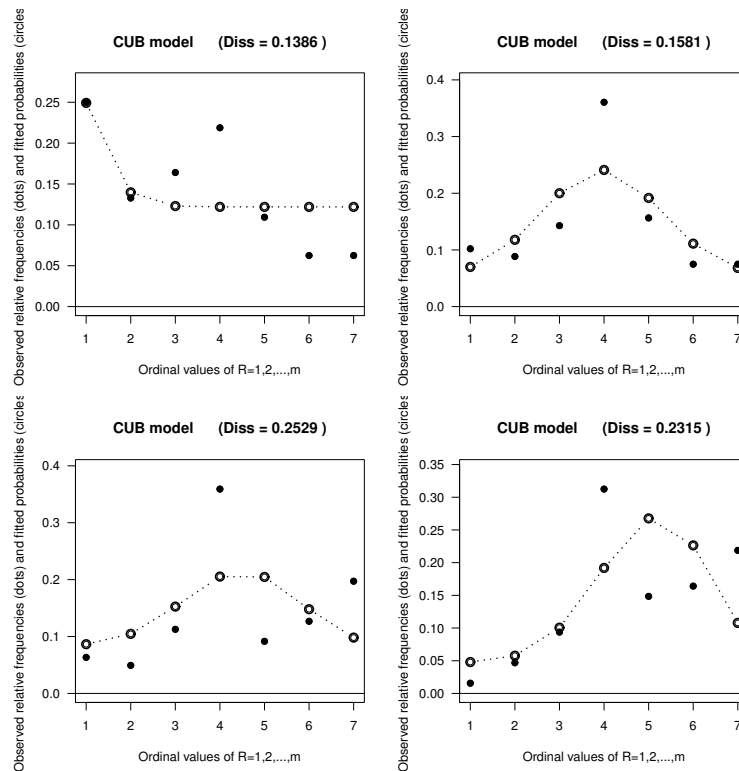 CUB model (Diss = 0.1386 )
Observed relative frequencies (dots) and fitted probabilities (circles
0.25
0.20
0.15
0.10
0.05
0.00
1 2 3 4 5 6 7
Ordinal values of R=1,2,...,m
CUB model (Diss = 0.1581 )
Observed relative frequencies (dots) and fitted probabilities (circles
0.4
0.3
0.2
0.1
0.0
1 2 3 4 5 6 7
Ordinal values of R=1,2,...,m
CUB model (Diss = 0.2529 )
Observed relative frequencies (dots) and fitted probabilities (circles
0.4
0.3
0.2
0.1
0.0
1 2 3 4 5 6 7
Ordinal values of R=1,2,...,m
CUB model (Diss = 0.2315 )
Observed relative frequencies (dots) and fitted probabilities (circles
0.35
0.30
0.25
0.20
0.15
0.10
0.05
0.00
1 2 3 4 5 6 7
Ordinal values of R=1,2,...,m